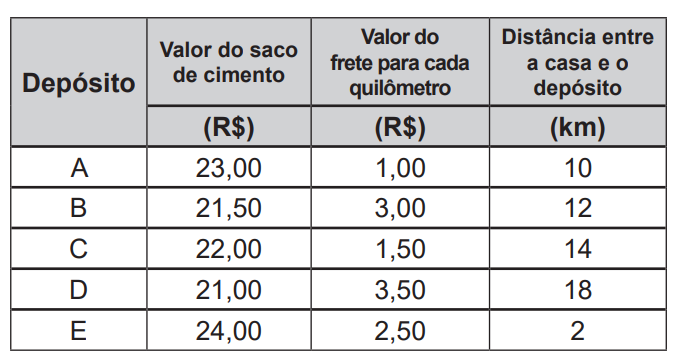 Depósito
Valor do saco
de cimento
Valor do
frete para cada
quilômetro
Distância entre
a casa e o
depósito
(R$) (R$) (km)
A 23,00 1,00 10
B 21,50 3,00 12
C 22,00 1,50 14
D 21,00 3,50 18
E 24,00 2,50 2